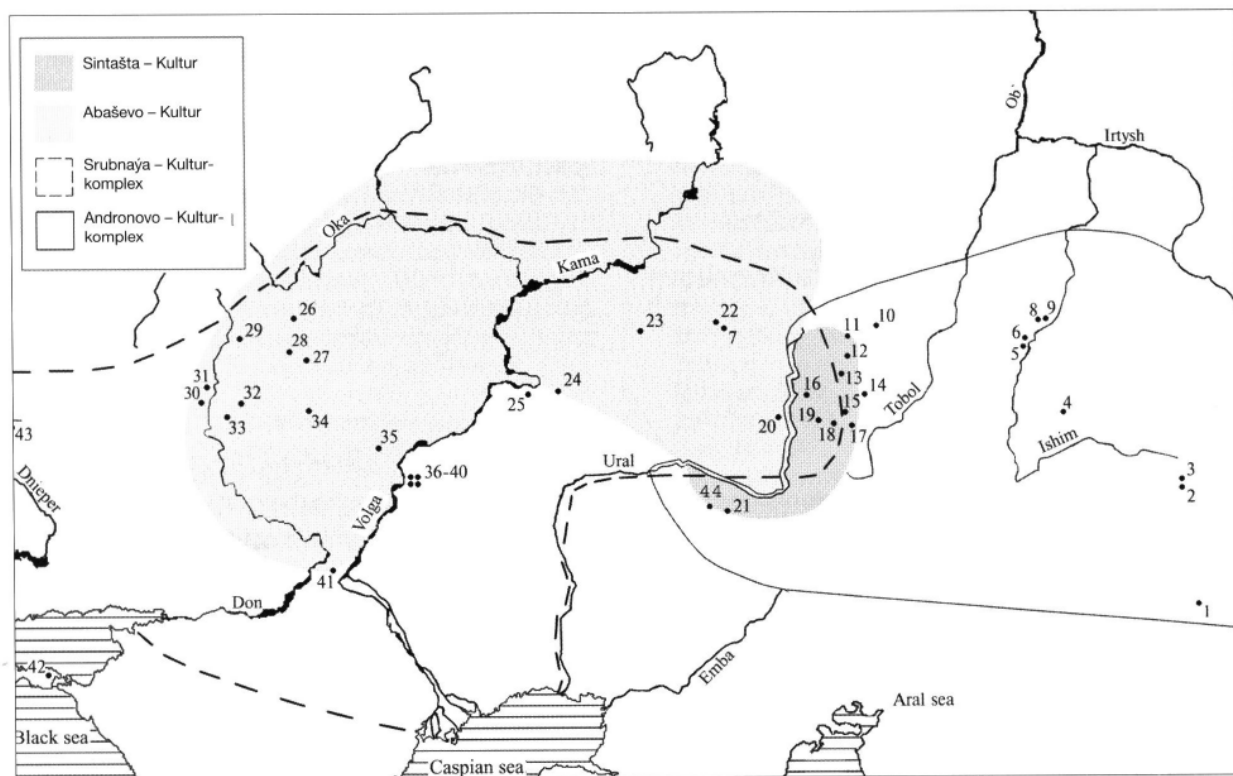 Sintašta – Kultur
Abaševo – Kultur
Srubnaýa – Kultur-
komplex
Andronovo – Kultur-
komplex
Ob'
Irtysh
Oka
Kama
Tobol
Ishim
Ural
Volga
Dnieper
Don
Emba
Aral sea
Black sea
Caspian sea
26
29
28
27
31
30
32
33
34
35
36-40
41
42
43
25
24
23
22
7
20
16
19
18
11
10
12
13
14
15
17
44
21
8 9
6
5
4
3
2
1